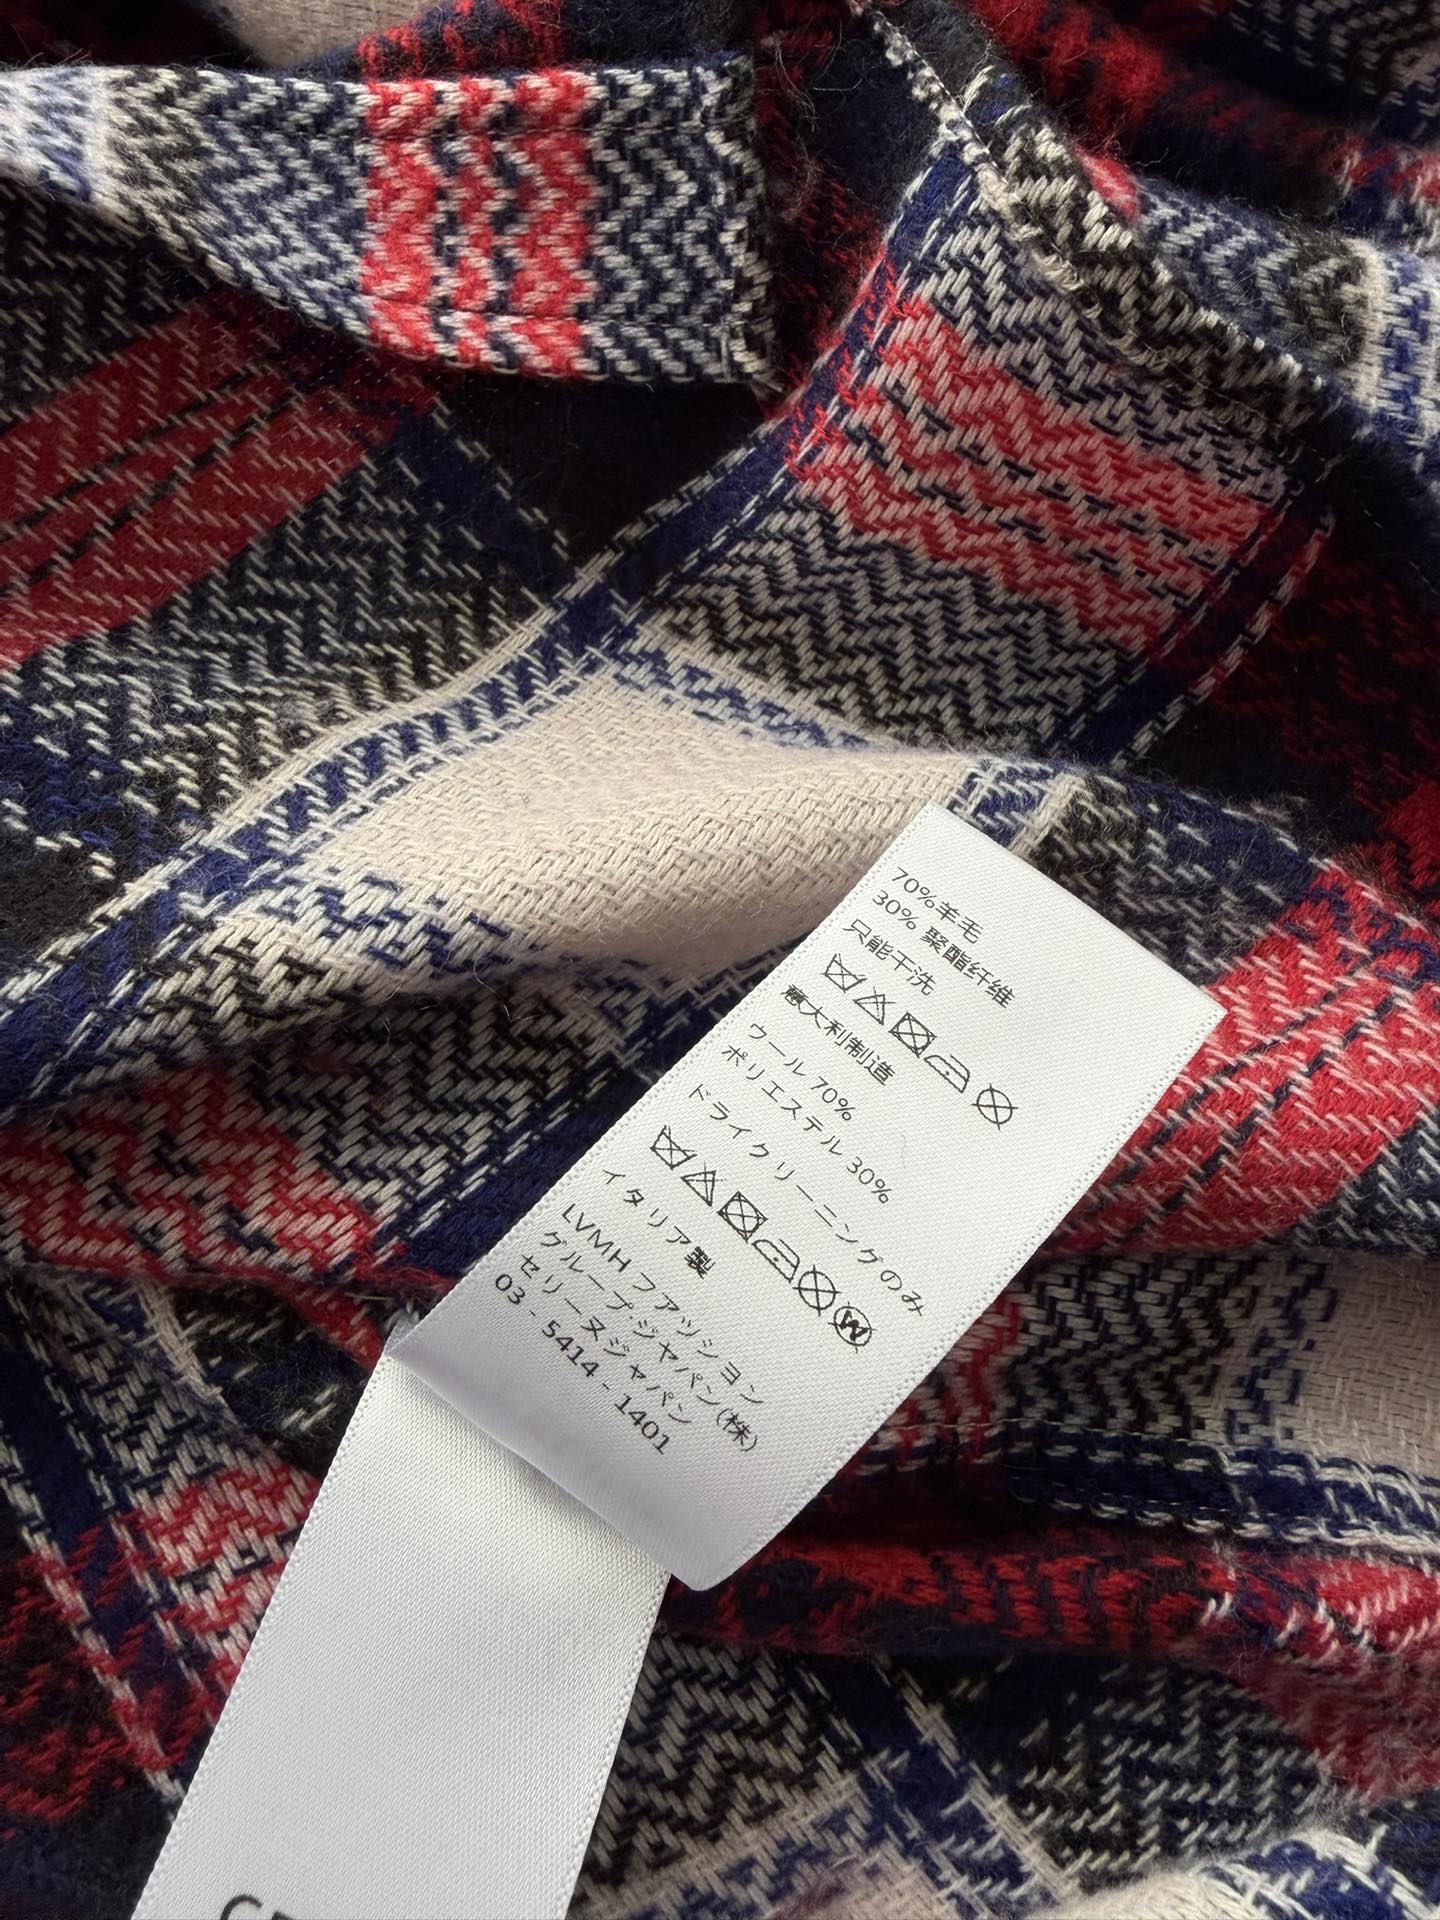 70%羊毛
30% 聚酯纤维
只能干洗
意大利制造
ウール 70%
ポリエステル 30%
ドライクリーニングのみ
イタリア製
LVMH ファッション
グループ・ジャパン(株)
セリーヌジャパン
03 - 5414 - 1401